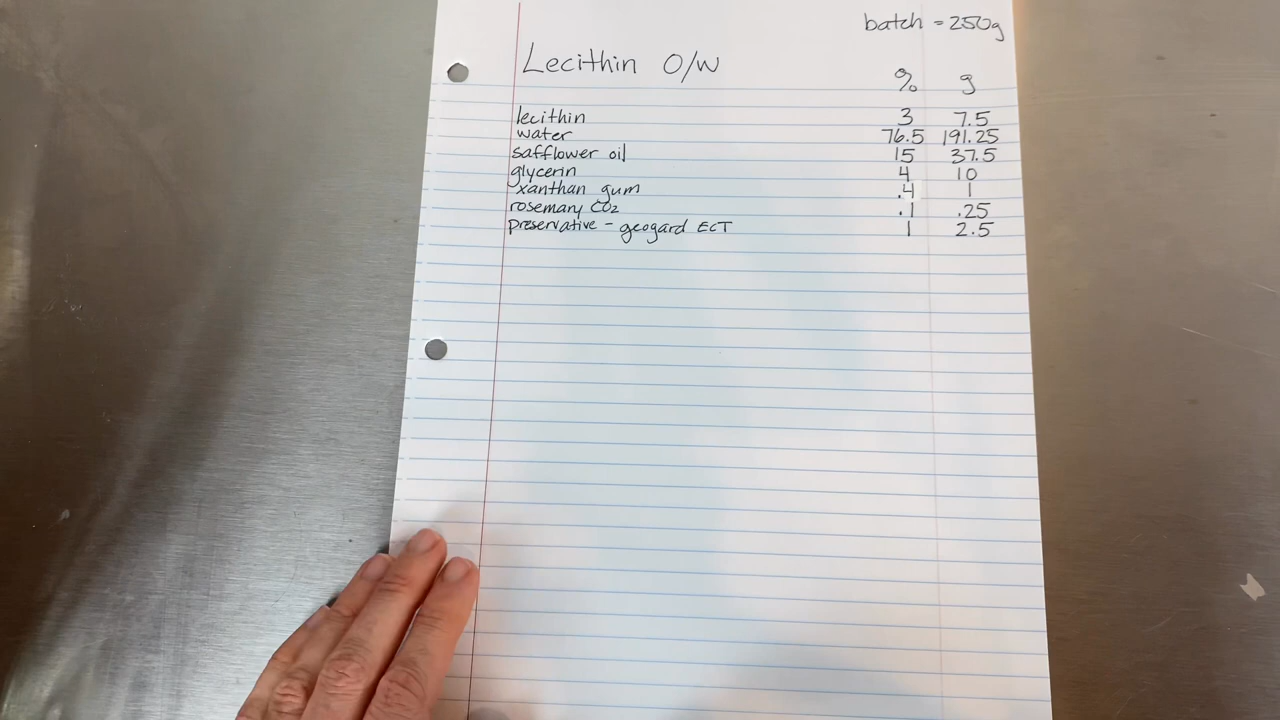 batch = 250g
Lecithin O/W
% g
lecithin 3 7.5
water 76.5 191.25
safflower oil 15 37.5
glycerin 4 10
xanthan gum .4 1
rosemary CO2 .1 .25
preservative - geogard ECT 1 2.5